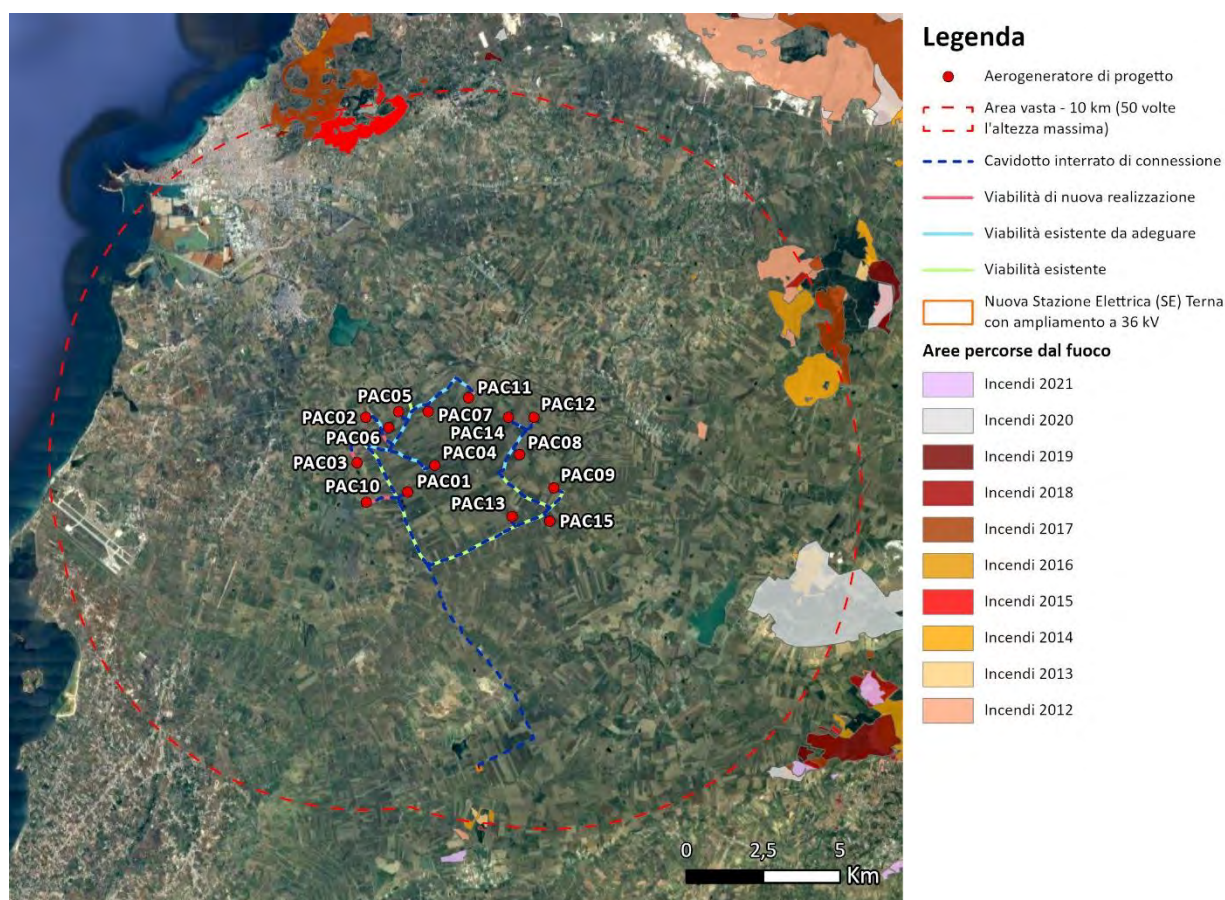 Legenda
Aerogeneratore di progetto
Area vasta - 10 km (50 volte
l'altezza massima)
Cavidotto interrato di connessione
Viabilità di nuova realizzazione
Viabilità esistente da adeguare
Viabilità esistente
Nuova Stazione Elettrica (SE) Terna
con ampliamento a 36 kV
Aree percorse dal fuoco
Incendi 2021
Incendi 2020
Incendi 2019
Incendi 2018
Incendi 2017
Incendi 2016
Incendi 2015
Incendi 2014
Incendi 2013
Incendi 2012
PAC11
PAC05
PAC02
PAC07
PAC12
PAC06
PAC14
PAC04
PAC08
PAC03
PAC01
PAC09
PAC10
PAC13
PAC15
0 2,5 5
Km